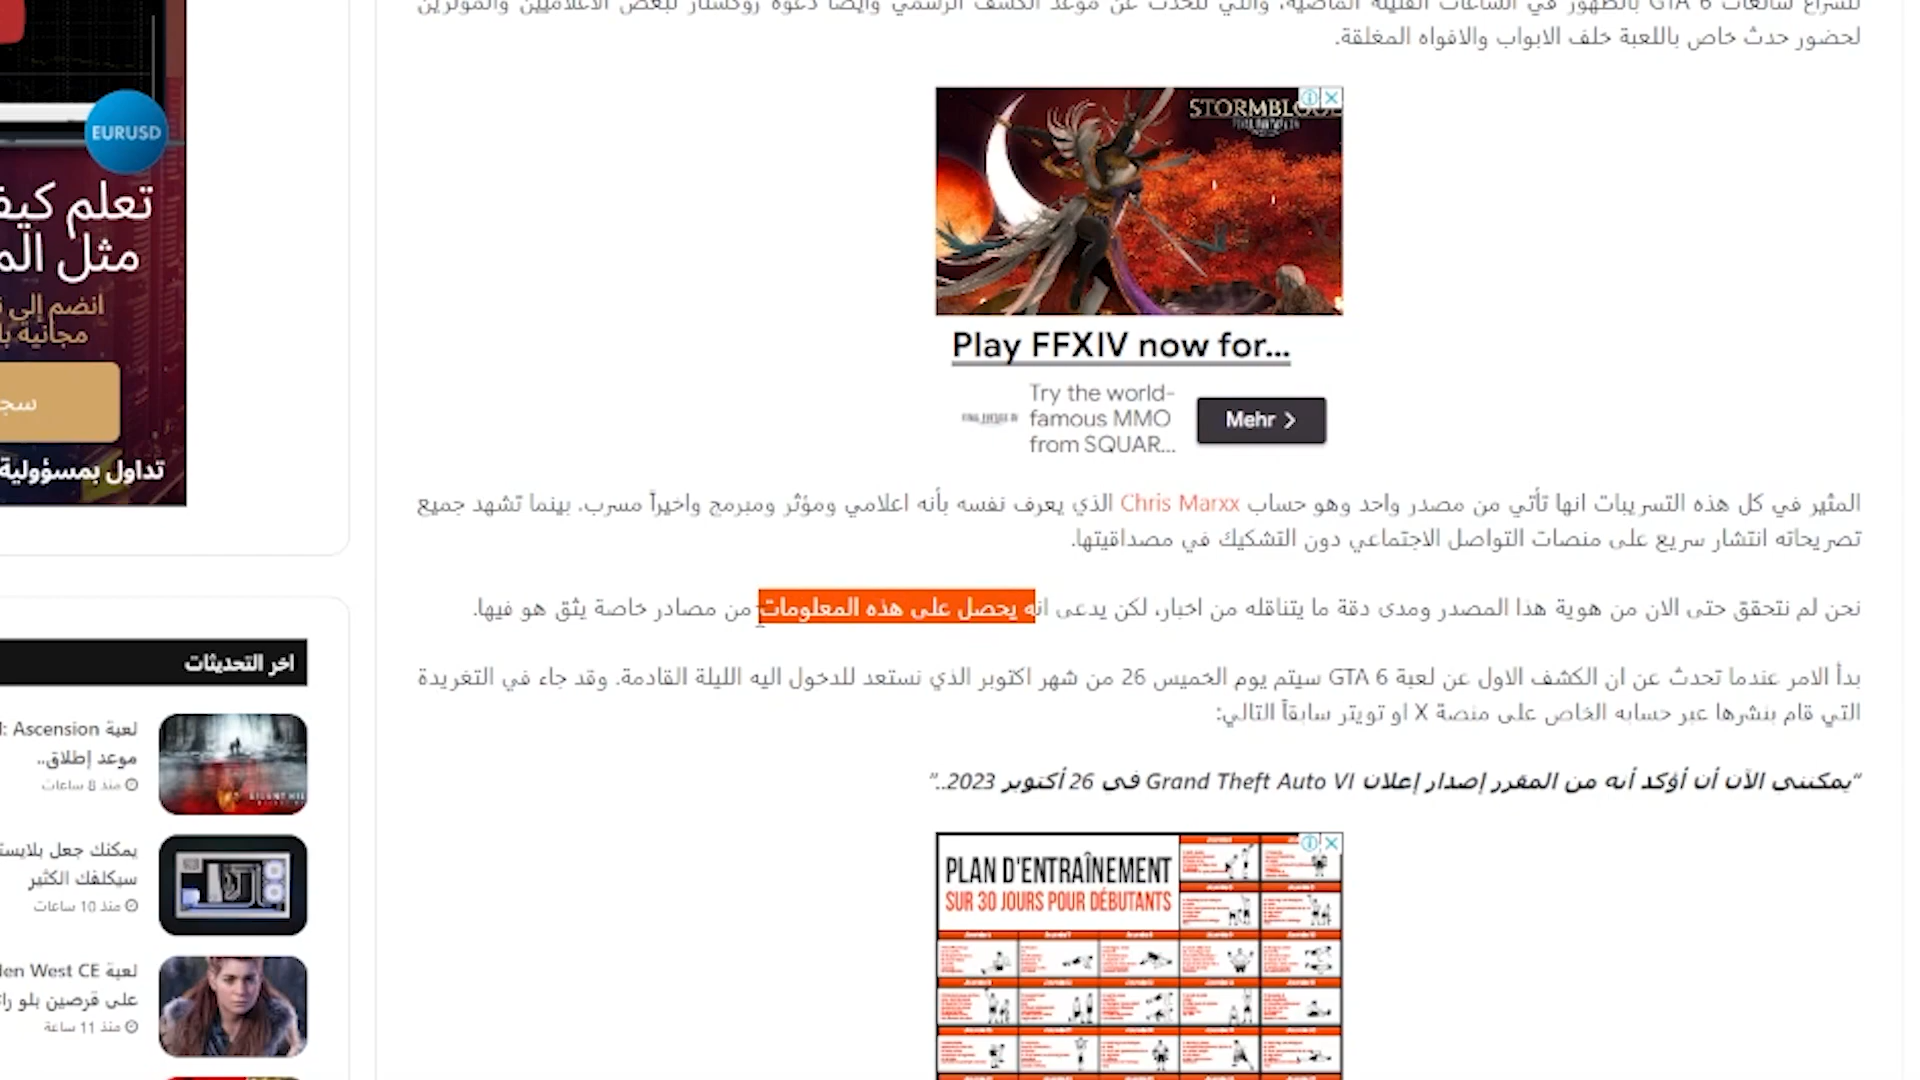 لحضور حدث خاص باللعبة خلف الابواب والافواه المغلقة.
STORMBLOOD
Play FFXIV now for...
Try the world-
famous MMO
from SQUAR...
Mehr
المثير في كل هذه التسريبات انها تأتي من مصدر واحد وهو حساب Chris Marxx الذي يعرف نفسه بأنه اعلامي ومؤثر ومبرمج واخيراً مسرب. بينما تشهد جميع
تصريحاته انتشار سريع على منصات التواصل الاجتماعي دون التشكيك في مصداقيتها.
نحن لم نتحقق حتى الان من هوية هذا المصدر ومدى دقة ما يتناقله من اخبار، لكن يدعى انه يحصل على هذه المعلومات من مصادر خاصة يثق هو فيها.
بدأ الامر عندما تحدث عن ان الكشف الاول عن لعبة GTA 6 سيتم يوم الخميس 26 من شهر اكتوبر الذي نستعد للدخول اليه الليلة القادمة. وقد جاء في التغريدة
التي قام بنشرها عبر حسابه الخاص على منصة X او تويتر سابقاً التالي:
“يمكننى الآن أن أؤكد أنه من المقرر إصدار إعلان Grand Theft Auto VI فى 26 أكتوبر 2023..”
PLAN D'ENTRAÎNEMENT
SUR 30 JOURS POUR DÉBUTANTS
EURUSD
تعلم كيف
مثل الم
انضم إلى
مجانية با
سج
تداول بمسؤولية
اخر التحديثات
لعبة : Ascension
موعد إطلاق..
منذ 8 ساعات
يمكنك جعل بلايست
سيكلفك الكثير
منذ 10 ساعات
لعبة en West CE
على قرصين بلو را
منذ 11 ساعة